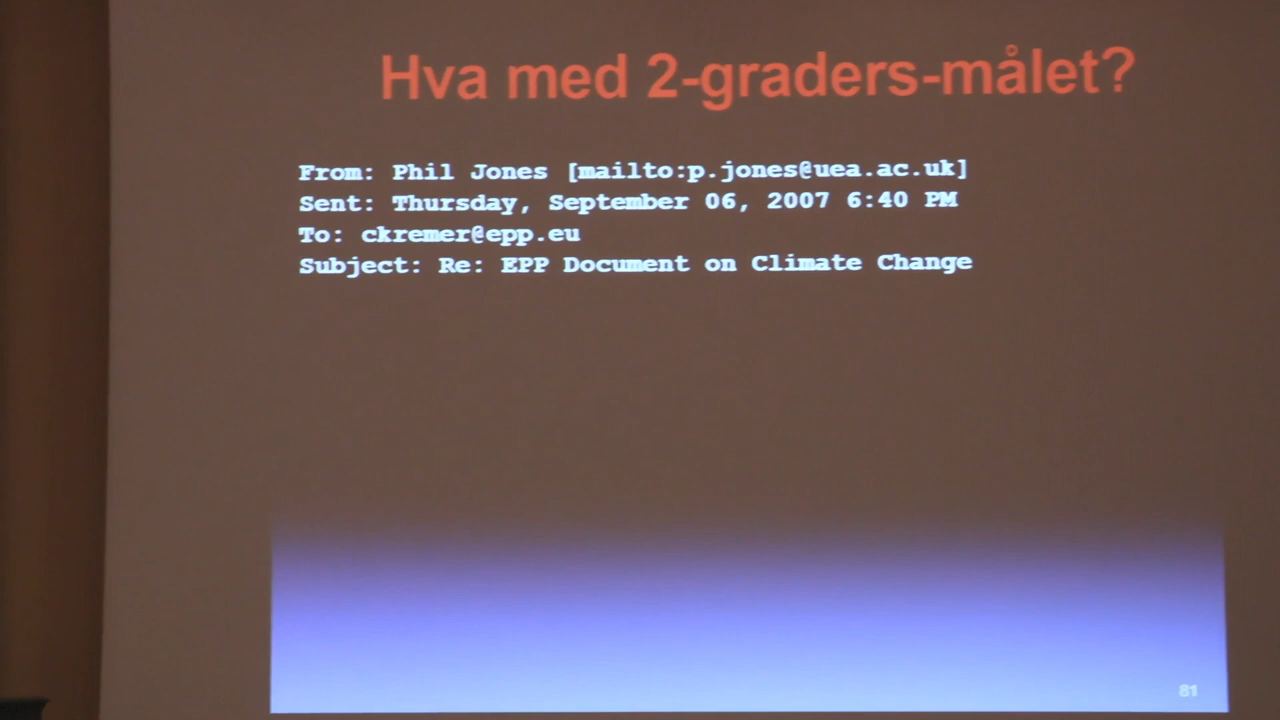 Hva med 2-graders-målet?
From: Phil Jones [mailto:p.jones@uea.ac.uk]
Sent: Thursday, September 06, 2007 6:40 PM
To: ckremer@epp.eu
Subject: Re: EPP Document on Climate Change
81